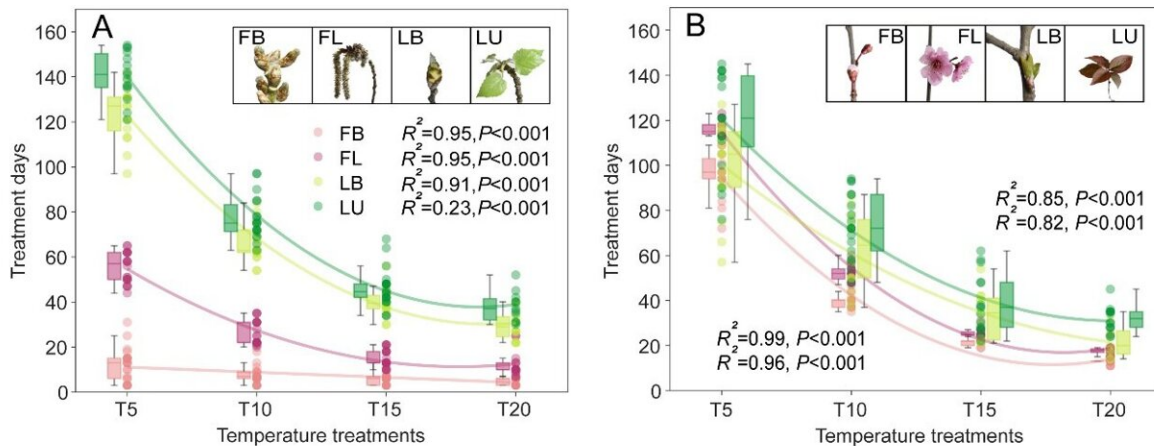 A
FB FL LB LU
FB R²=0.95, P<0.001
FL R²=0.95, P<0.001
LB R²=0.91, P<0.001
LU R²=0.23, P<0.001
Treatment days
160
140
120
100
80
60
40
20
0
T5 T10 T15 T20
Temperature treatments
B
FB FL LB LU
R²=0.85, P<0.001
R²=0.82, P<0.001
R²=0.99, P<0.001
R²=0.96, P<0.001
Treatment days
160
140
120
100
80
60
40
20
0
T5 T10 T15 T20
Temperature treatments